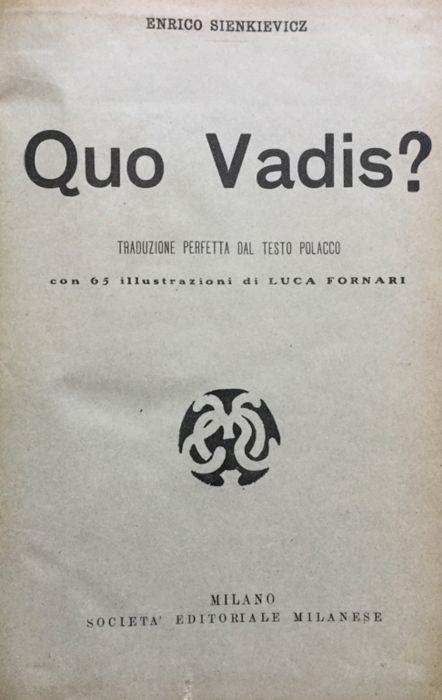 ENRICO SIENKIEVICZ
Quo Vadis?
TRADUZIONE PERFETTA DAL TESTO POLACCO
con 65 illustrazioni di LUCA FORNARI
MILANO
SOCIETA' EDITORIALE MILANESE